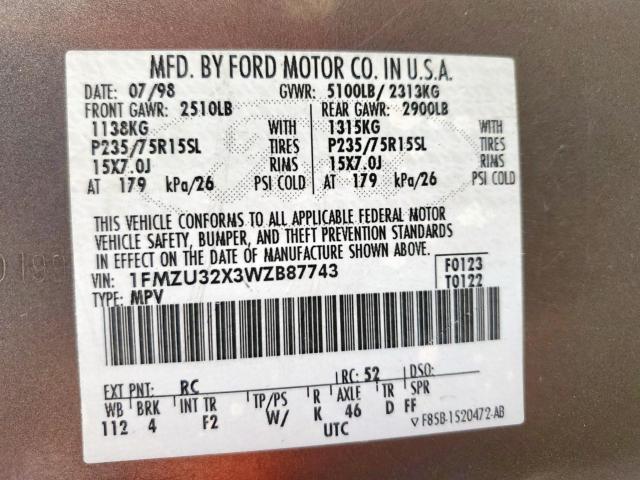 MFD. BY FORD MOTOR CO. IN U.S.A.
DATE: 07/98 GVWR: 5100LB/ 2313KG
FRONT GAWR: 2510LB REAR GAWR: 2900LB
1138KG WITH 1315KG WITH
P235/75R15SL TIRES P235/75R15SL TIRES
15X7.0J RIMS 15X7.0J RIMS
AT 179 kPa/26 PSI COLD AT 179 kPa/26 PSI COLD
THIS VEHICLE CONFORMS TO ALL APPLICABLE FEDERAL MOTOR
VEHICLE SAFETY, BUMPER, AND THEFT PREVENTION STANDARDS
IN EFFECT ON THE DATE OF MANUFACTURE SHOWN ABOVE.
VIN: 1FMZU32X3WZB87743 F0123
TYPE: MPV T0122
EXT PNT: RC RC: 52 DSO:
WB BRK INT TR TP/PS R AXLE TR SPR
112 4 F2 W/ K 46 D FF
UTC ▽ F85B-1520472-AB